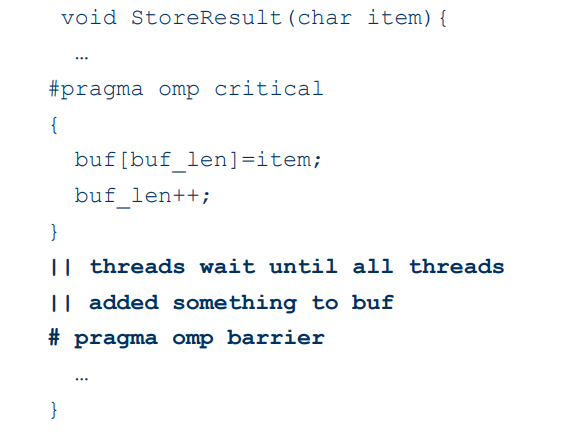 void StoreResult(char item){
…
#pragma omp critical
{
buf[buf_len]=item;
buf_len++;
}
|| threads wait until all threads
|| added something to buf
# pragma omp barrier
…
}